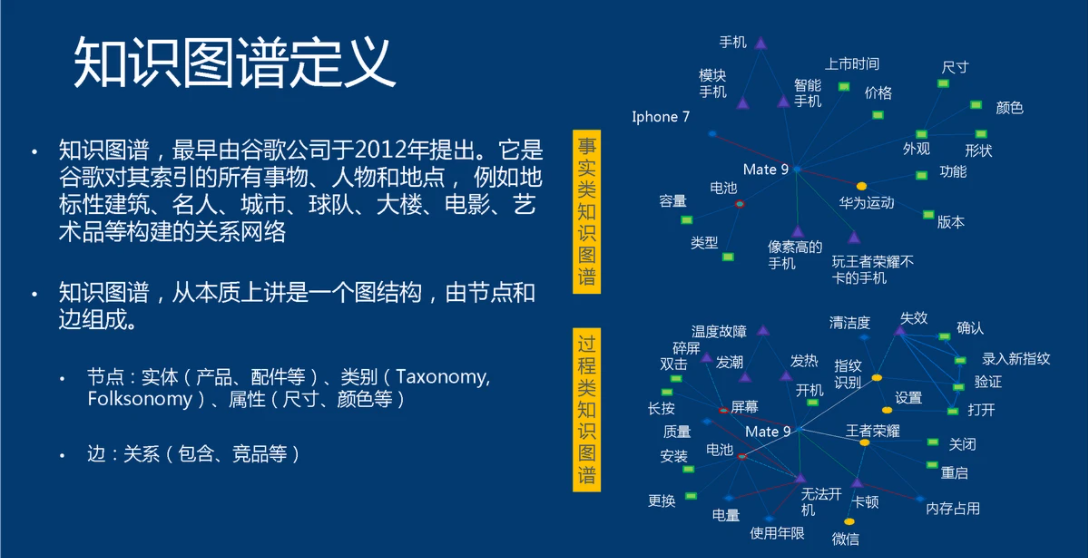 知识图谱定义
• 知识图谱，最早由谷歌公司于2012年提出。它是
谷歌对其索引的所有事物、人物和地点， 例如地
标性建筑、名人、城市、球队、大楼、电影、艺
术品等构建的关系网络
• 知识图谱，从本质上讲是一个图结构，由节点和
边组成。
• 节点：实体（产品、配件等）、类别（Taxonomy,
Folksonomy）、属性（尺寸、颜色等）
• 边：关系（包含、竞品等）
事实类知识图谱
手机
模块
手机
智能
手机
上市时间
价格
尺寸
颜色
形状
外观
Iphone 7
Mate 9
功能
华为运动
版本
电池
容量
类型
像素高的
手机
玩王者荣耀不
卡的手机
过程类知识图谱
温度故障
碎屏
双击
发潮
发热
开机
长按
屏幕
质量
Mate 9
电池
安装
更换
电量
使用年限
无法开
机
清洁度
失效
确认
录入新指纹
指纹
识别
验证
设置
打开
王者荣耀
关闭
重启
卡顿
内存占用
微信